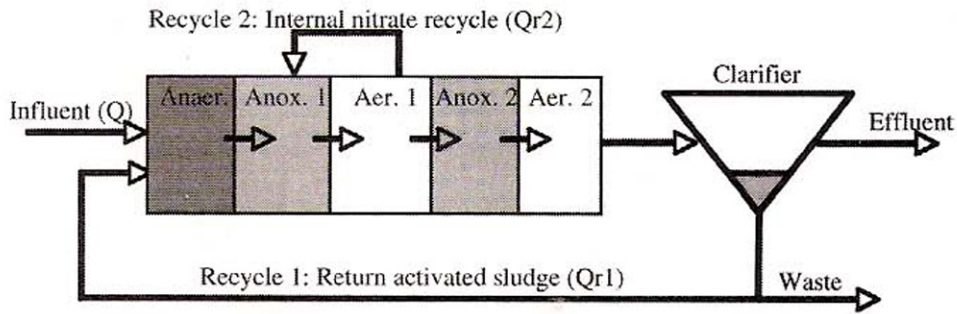 Recycle 2: Internal nitrate recycle (Qr2)
Clarifier
Influent (Q)
Anaer.
Anox. 1
Aer. 1
Anox. 2
Aer. 2
Effluent
Recycle 1: Return activated sludge (Qr1)
Waste